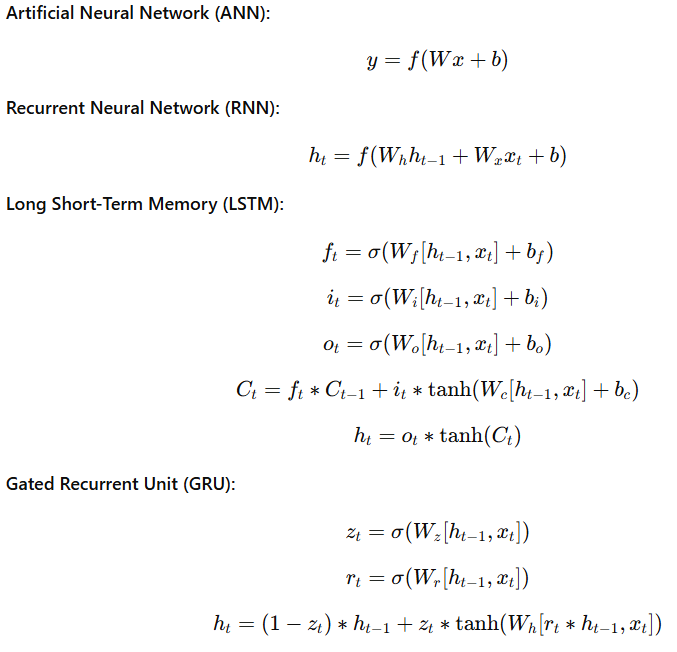 Artificial Neural Network (ANN):
y = f(Wx + b)
Recurrent Neural Network (RNN):
h_t = f(W_h h_{t−1} + W_x x_t + b)
Long Short-Term Memory (LSTM):
f_t = σ(W_f[h_{t−1}, x_t] + b_f)
i_t = σ(W_i[h_{t−1}, x_t] + b_i)
o_t = σ(W_o[h_{t−1}, x_t] + b_o)
C_t = f_t * C_{t−1} + i_t * tanh(W_c[h_{t−1}, x_t] + b_c)
h_t = o_t * tanh(C_t)
Gated Recurrent Unit (GRU):
z_t = σ(W_z[h_{t−1}, x_t])
r_t = σ(W_r[h_{t−1}, x_t])
h_t = (1 − z_t) * h_{t−1} + z_t * tanh(W_h[r_t * h_{t−1}, x_t])